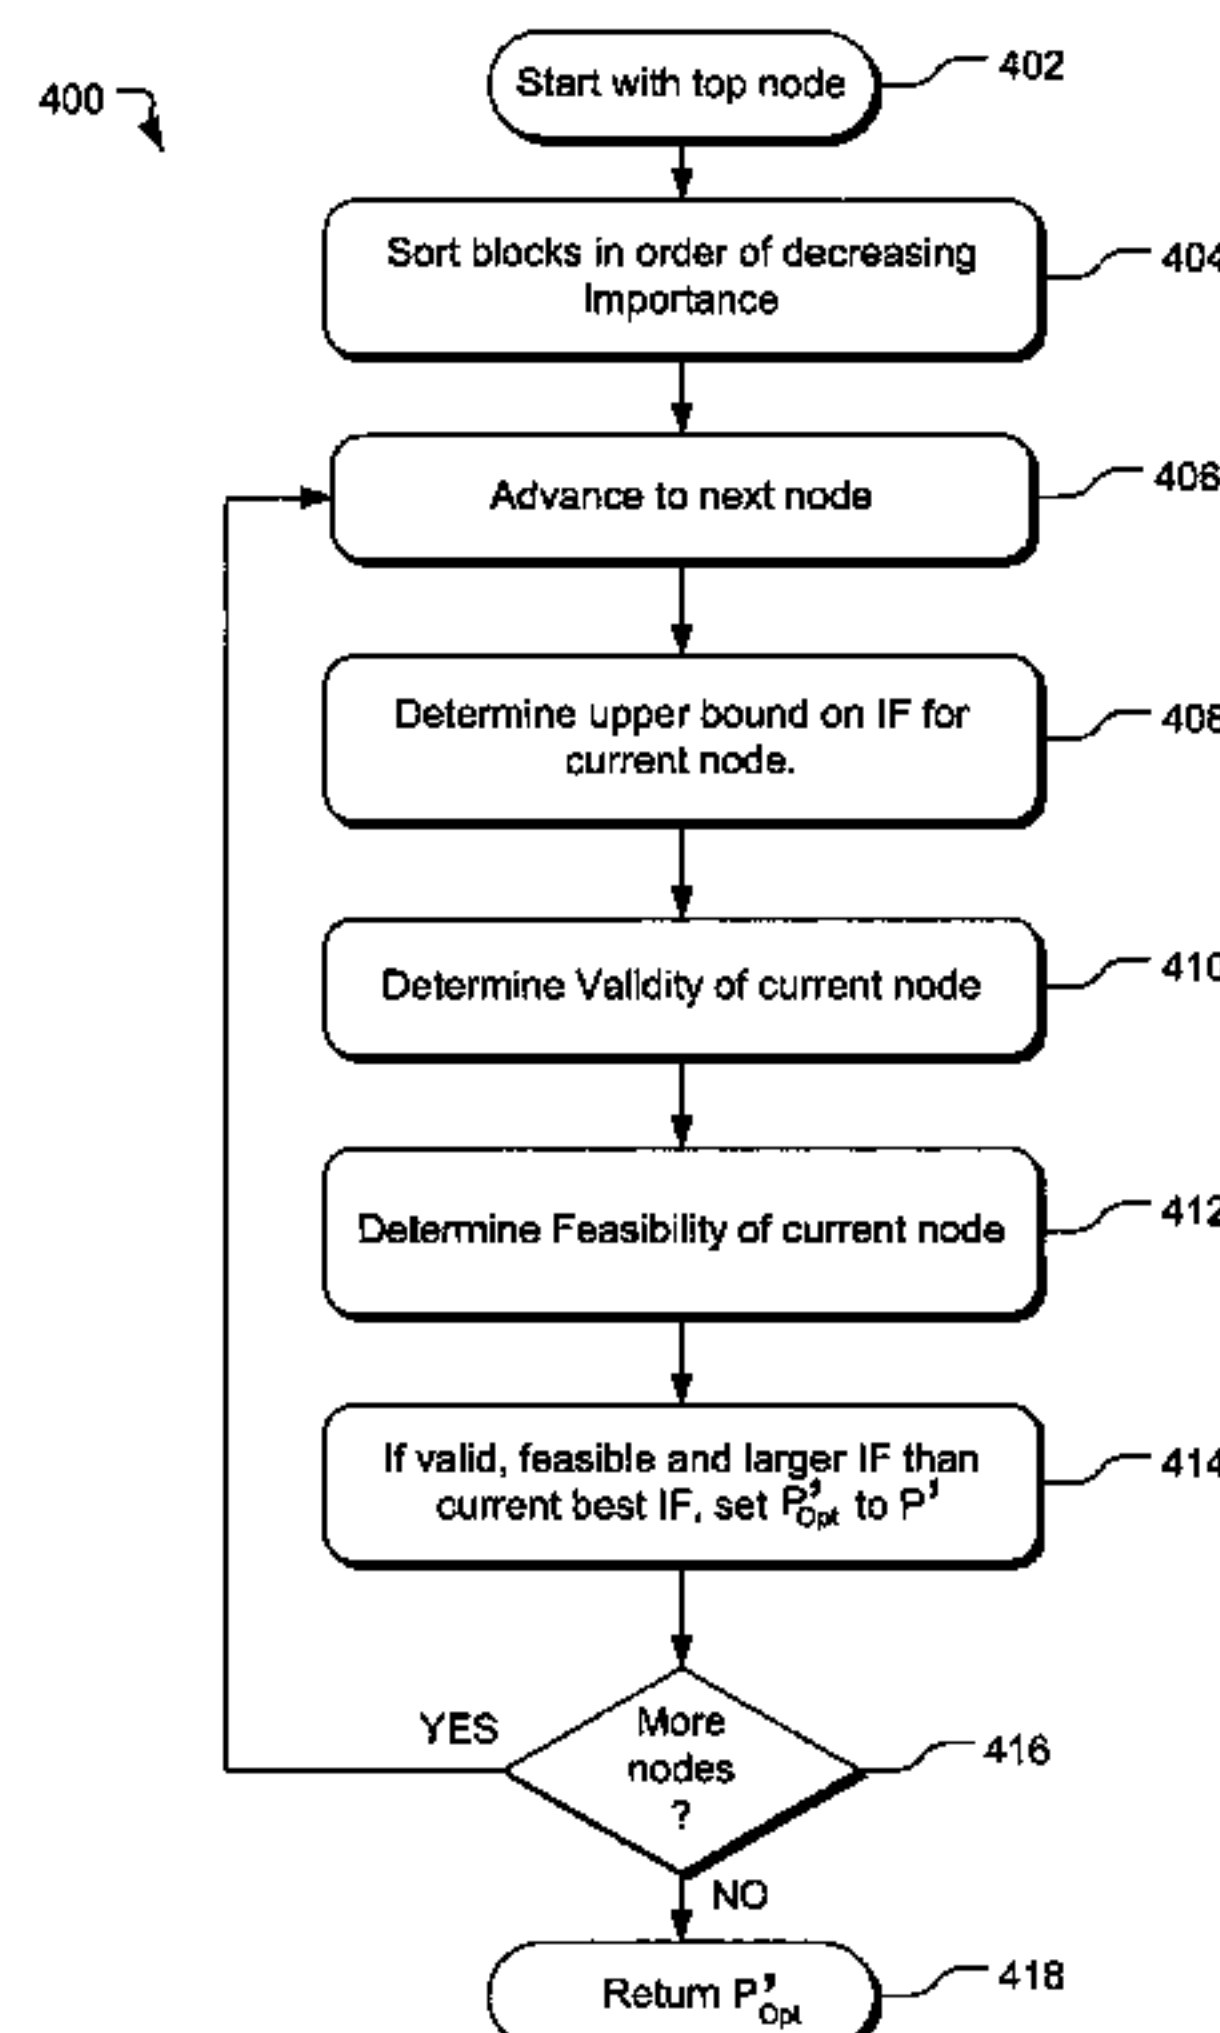 400
Start with top node
402
Sort blocks in order of decreasing
Importance
404
Advance to next node
406
Determine upper bound on IF for
current node.
408
Determine Validity of current node
410
Determine Feasibility of current node
412
If valid, feasible and larger IF than
current best IF, set P'Opt to P'
414
More
nodes
?
416
YES
NO
Return P'Opt
418